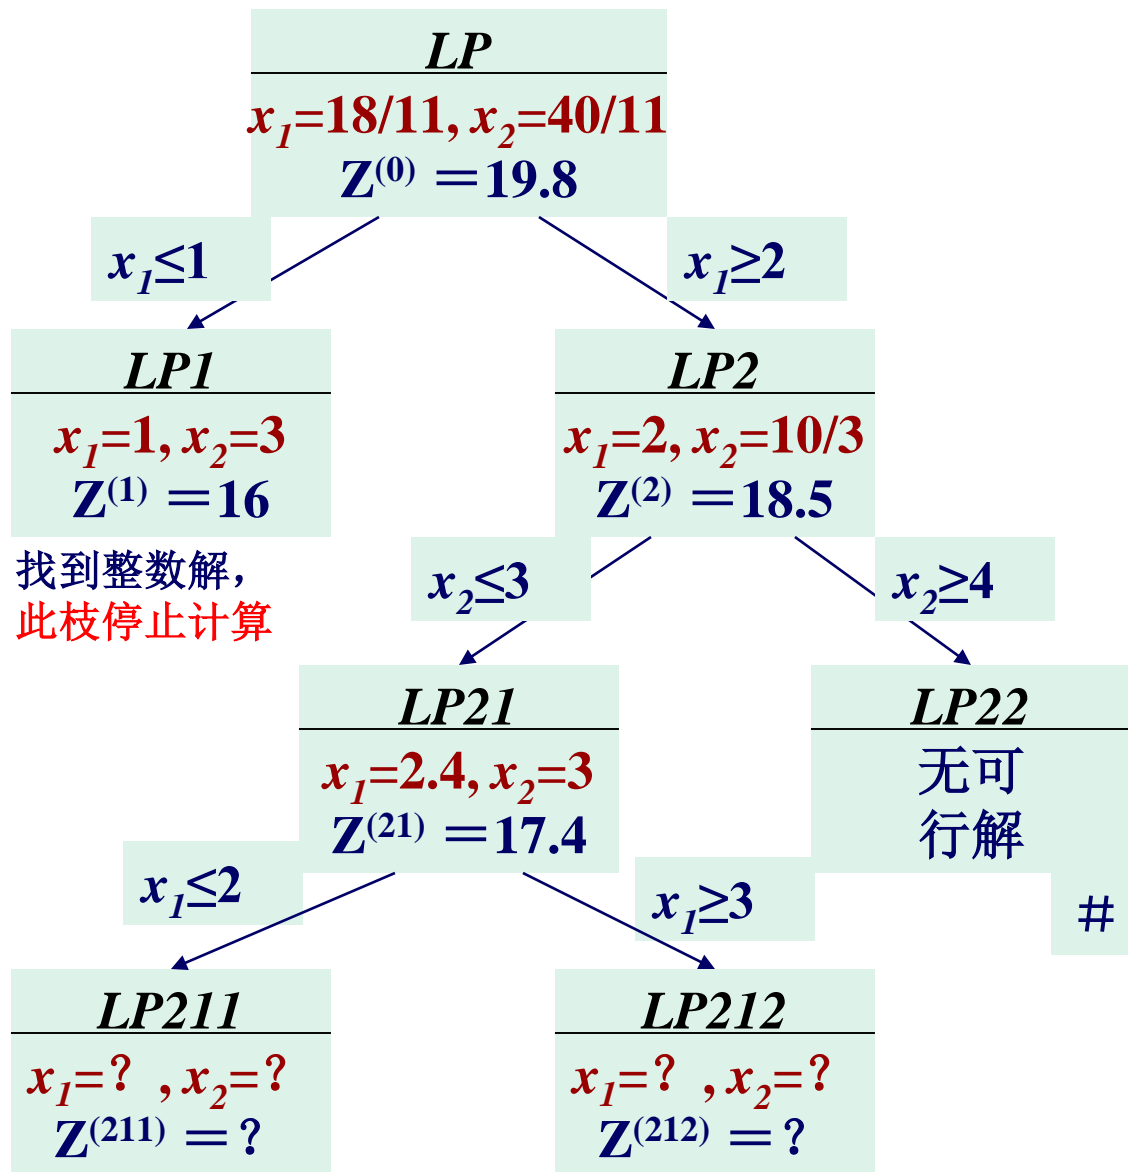 LP
x₁=18/11, x₂=40/11
Z⁽⁰⁾ ＝19.8
x₁≤1
x₁≥2
LP1
x₁=1, x₂=3
Z⁽¹⁾ ＝16
找到整数解，
此枝停止计算
LP2
x₁=2, x₂=10/3
Z⁽²⁾ ＝18.5
x₂≤3
x₂≥4
LP21
x₁=2.4, x₂=3
Z⁽²¹⁾ ＝17.4
LP22
无可
行解
#
x₁≤2
x₁≥3
LP211
x₁=？, x₂=？
Z⁽²¹¹⁾ ＝？
LP212
x₁=？, x₂=？
Z⁽²¹²⁾ ＝？